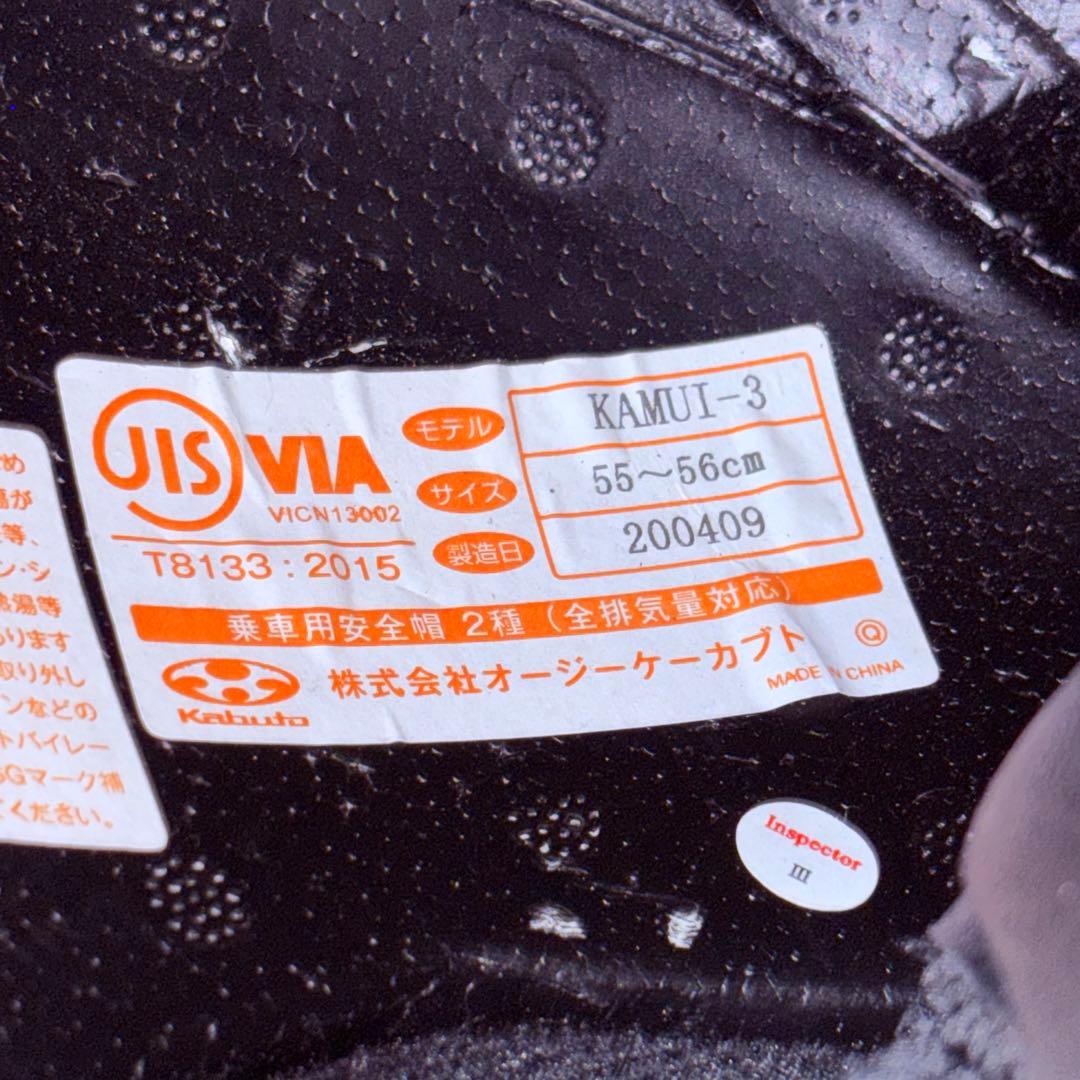 JIS VIA
VICN13002
T8133:2015
モデル KAMUI-3
サイズ 55～56cm
製造日 200409
乗車用安全帽 2種(全排気量対応)
Kabuto 株式会社オージーケーカブト
Q
MADE IN CHINA
が
等、
ン・シ
熱湯等
ります
取り外し
ンなどの
トバイレー
SGマーク補
ください。
Inspector
III